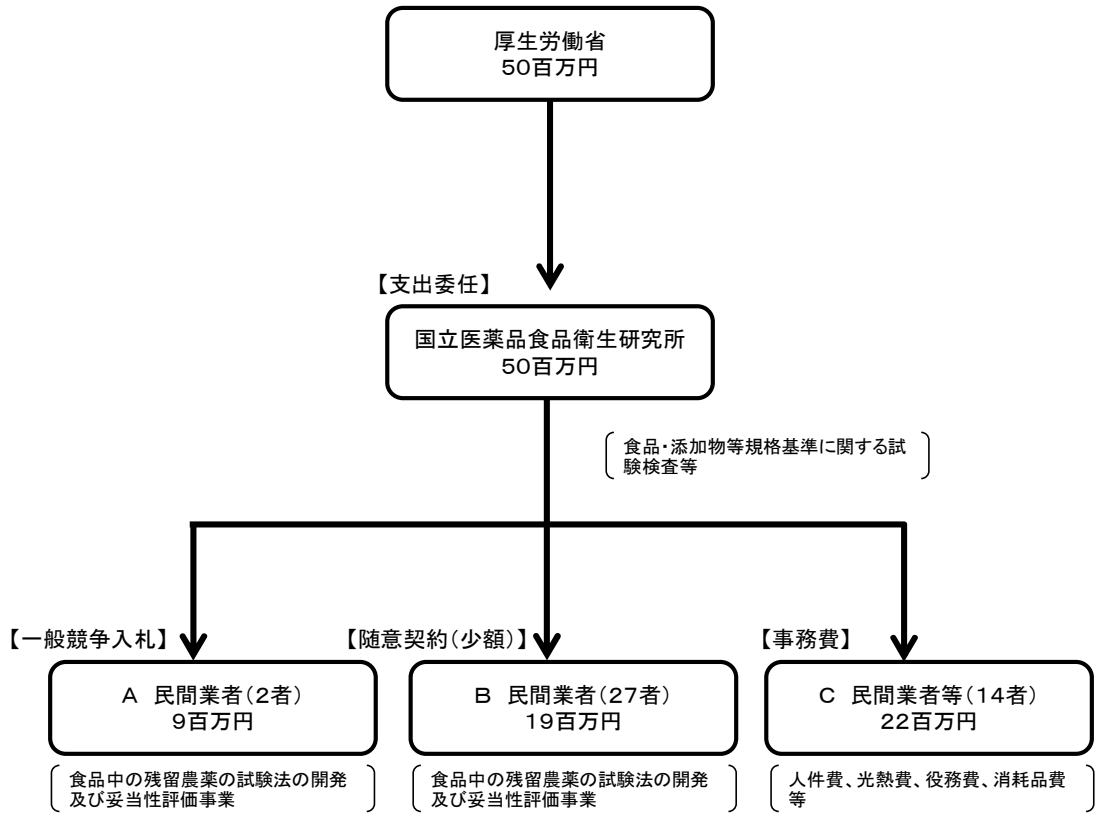 厚生労働省
50百万円
【支出委任】
国立医薬品食品衛生研究所
50百万円
食品・添加物等規格基準に関する試
験検査等
【一般競争入札】
【随意契約(少額)】
【事務費】
A 民間業者(2者)
9百万円
B 民間業者(27者)
19百万円
C 民間業者等(14者)
22百万円
食品中の残留農薬の試験法の開発
及び妥当性評価事業
食品中の残留農薬の試験法の開発
及び妥当性評価事業
人件費、光熱費、役務費、消耗品費
等